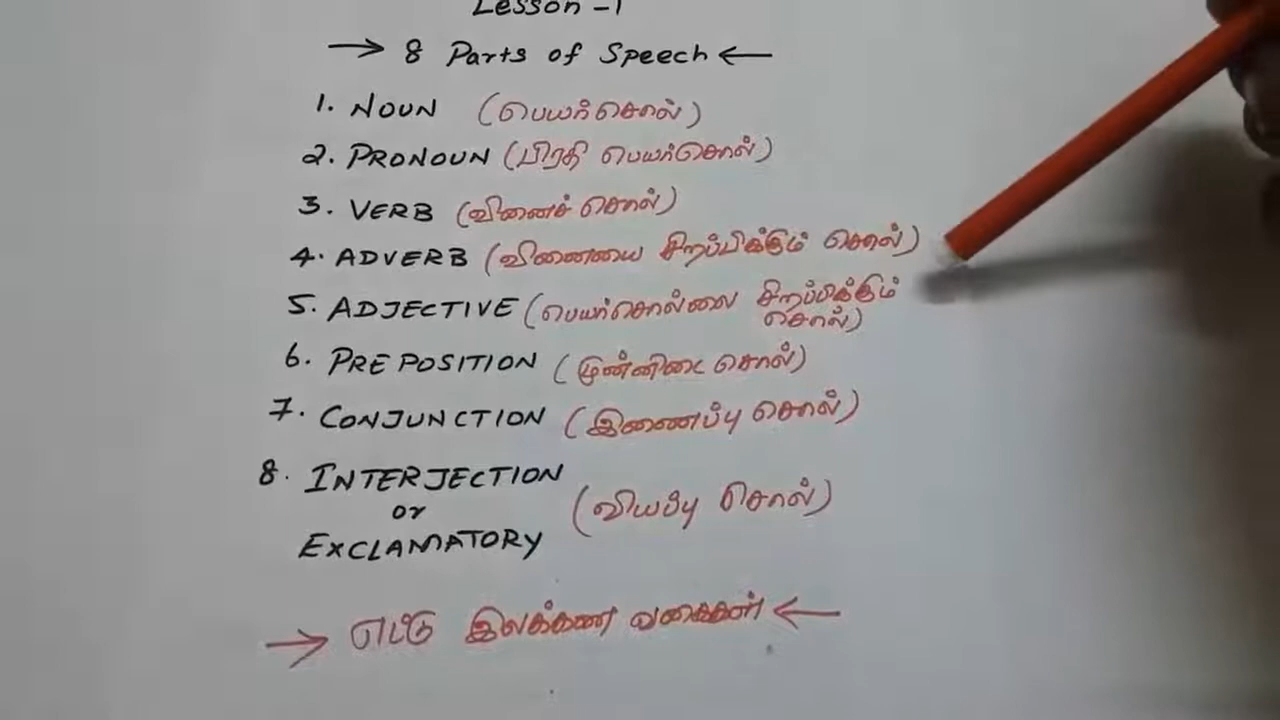 Lesson -1
→ 8 Parts of Speech ←
1. NOUN (பெயர்சொல்)
2. PRONOUN (பிரதி பெயர்சொல்)
3. VERB (வினைச் சொல்)
4. ADVERB (வினையை சிறப்பிக்கும் சொல்)
5. ADJECTIVE (பெயர்சொல்லை சிறப்பிக்கும்
சொல்)
6. PREPOSITION (முன்னிடை சொல்)
7. CONJUNCTION (இணைப்பு சொல்)
8. INTERJECTION
or
EXCLAMATORY (வியப்பு சொல்)
→ எட்டு இலக்கண வகைகள் ←